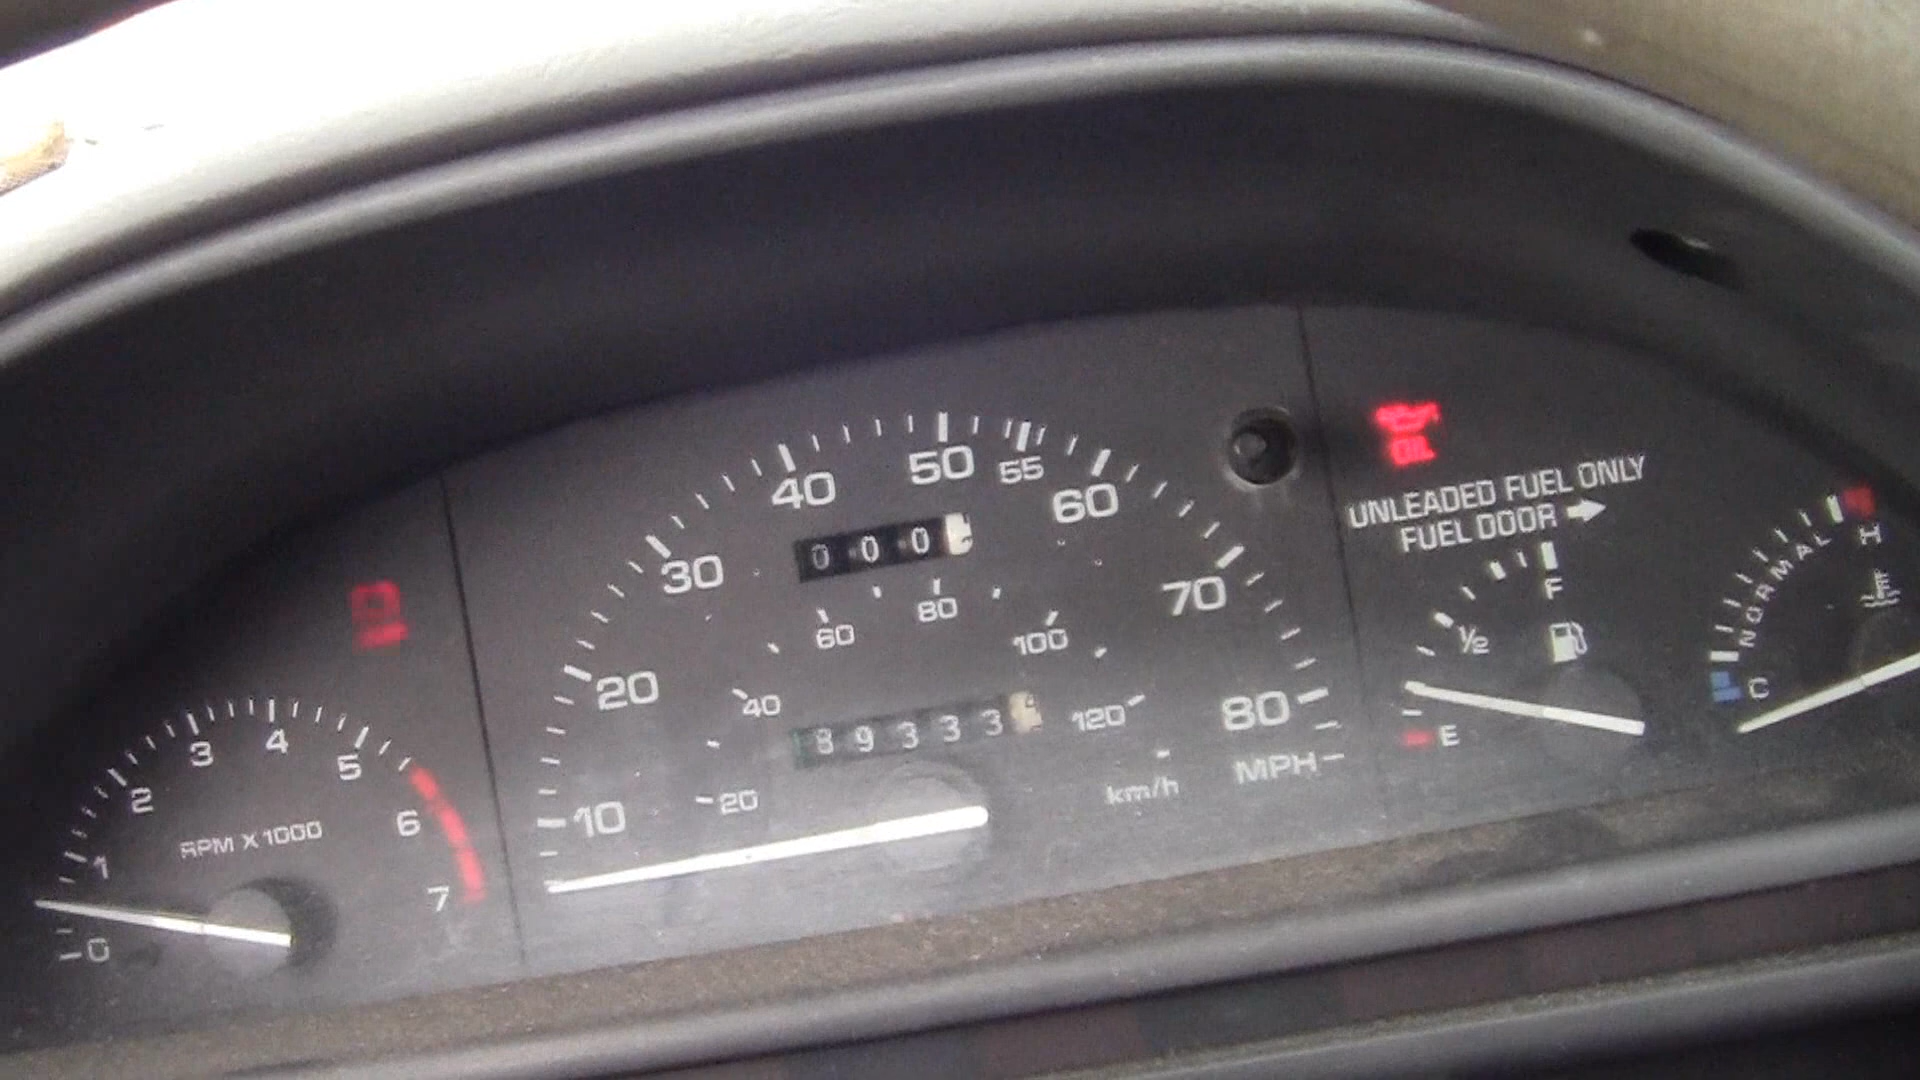 OIL
UNLEADED FUEL ONLY
FUEL DOOR
10 20 30 40 50 55 60 70 80
MPH
0 0 0
20 40 60 80 100 120
km/h
8 9 3 3 3 4
0 1 2 3 4 5 6 7
RPM X 1000
F
½
E
H
NORMAL
C